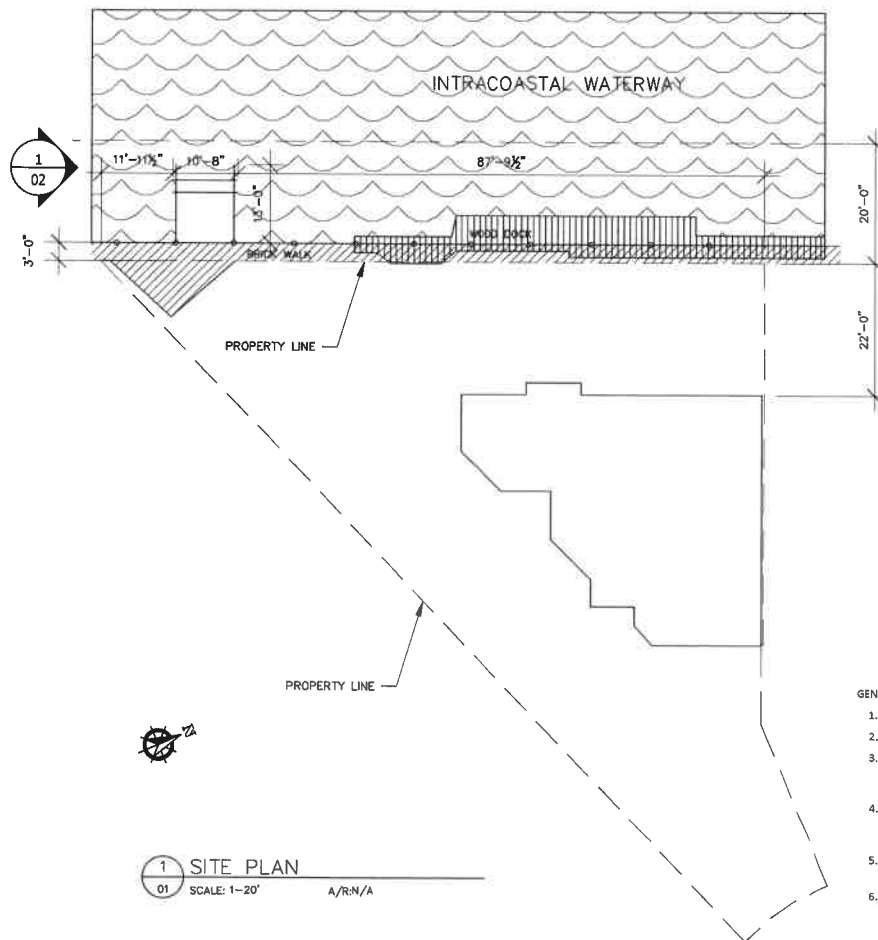 INTRACOASTAL WATERWAY
1
02
11'-11½"
10'-8"
87'-9½"
20'-0"
3'-0"
WOOD DOCK
BRICK WALK
PROPERTY LINE
22'-0"
PROPERTY LINE
GEN
1.
2.
3.
4.
5.
6.
N
1
01
SITE PLAN
SCALE: 1-20'
A/R:N/A